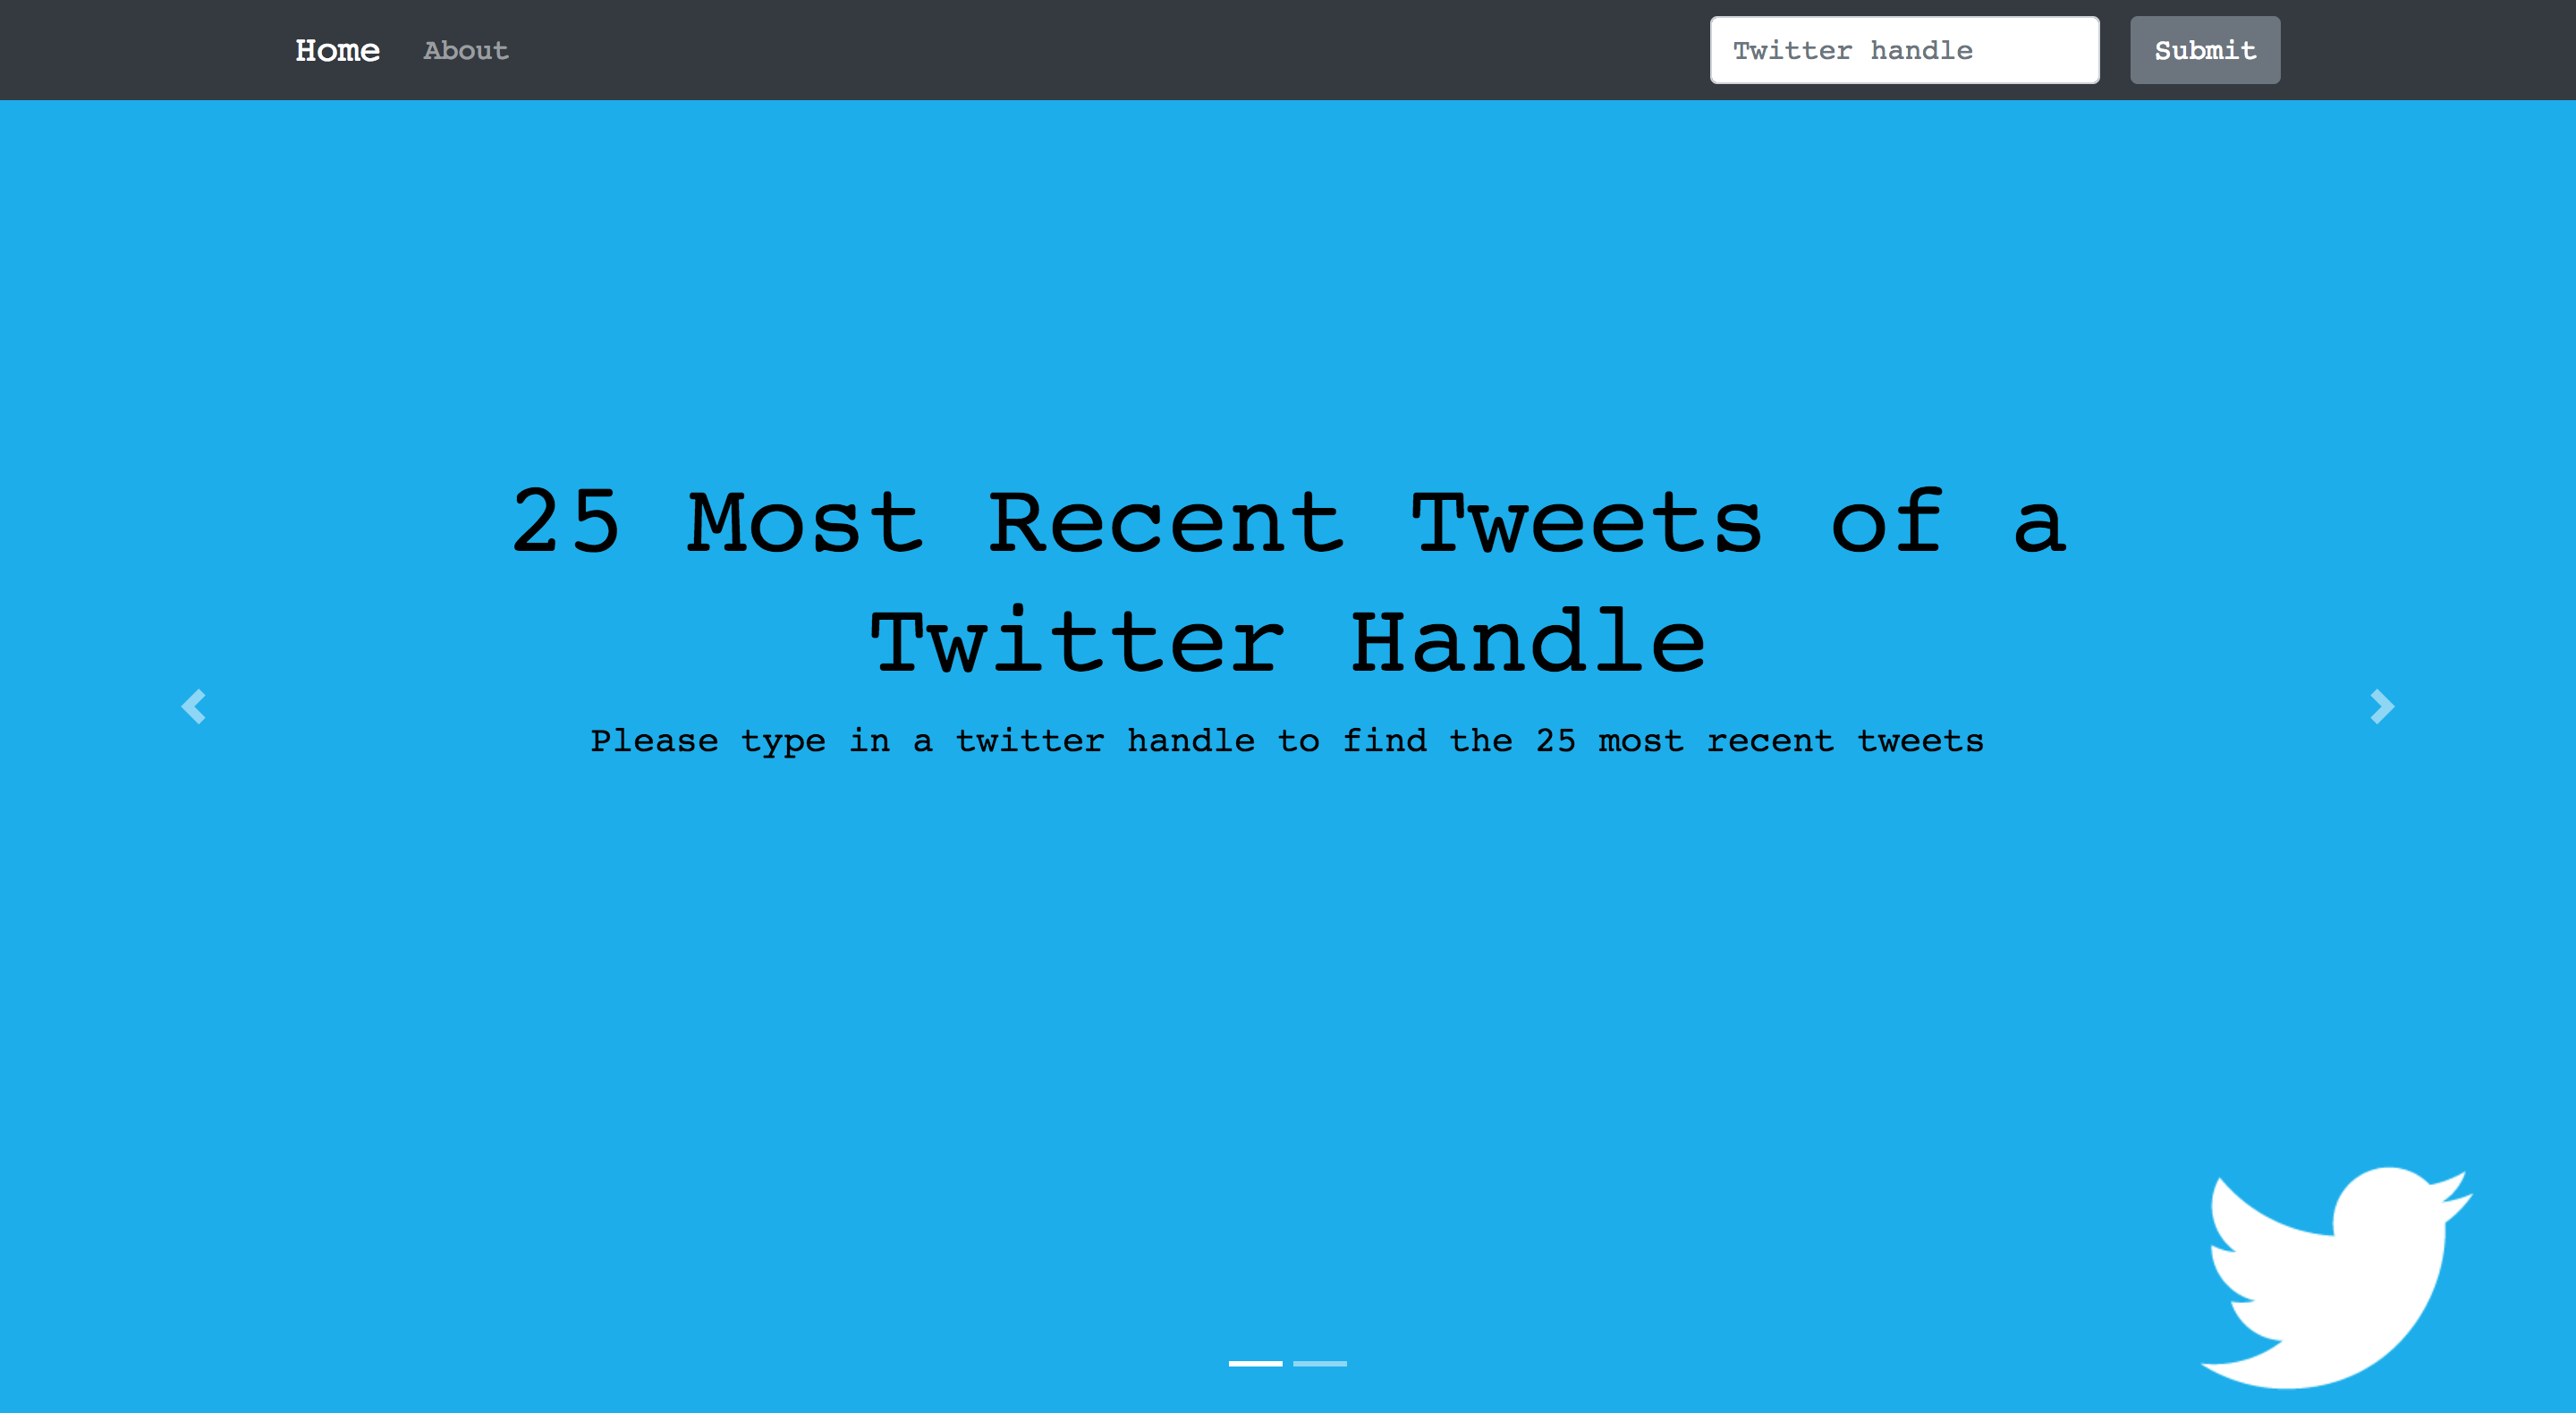 Home About Twitter handle Submit
25 Most Recent Tweets of a
Twitter Handle
Please type in a twitter handle to find the 25 most recent tweets